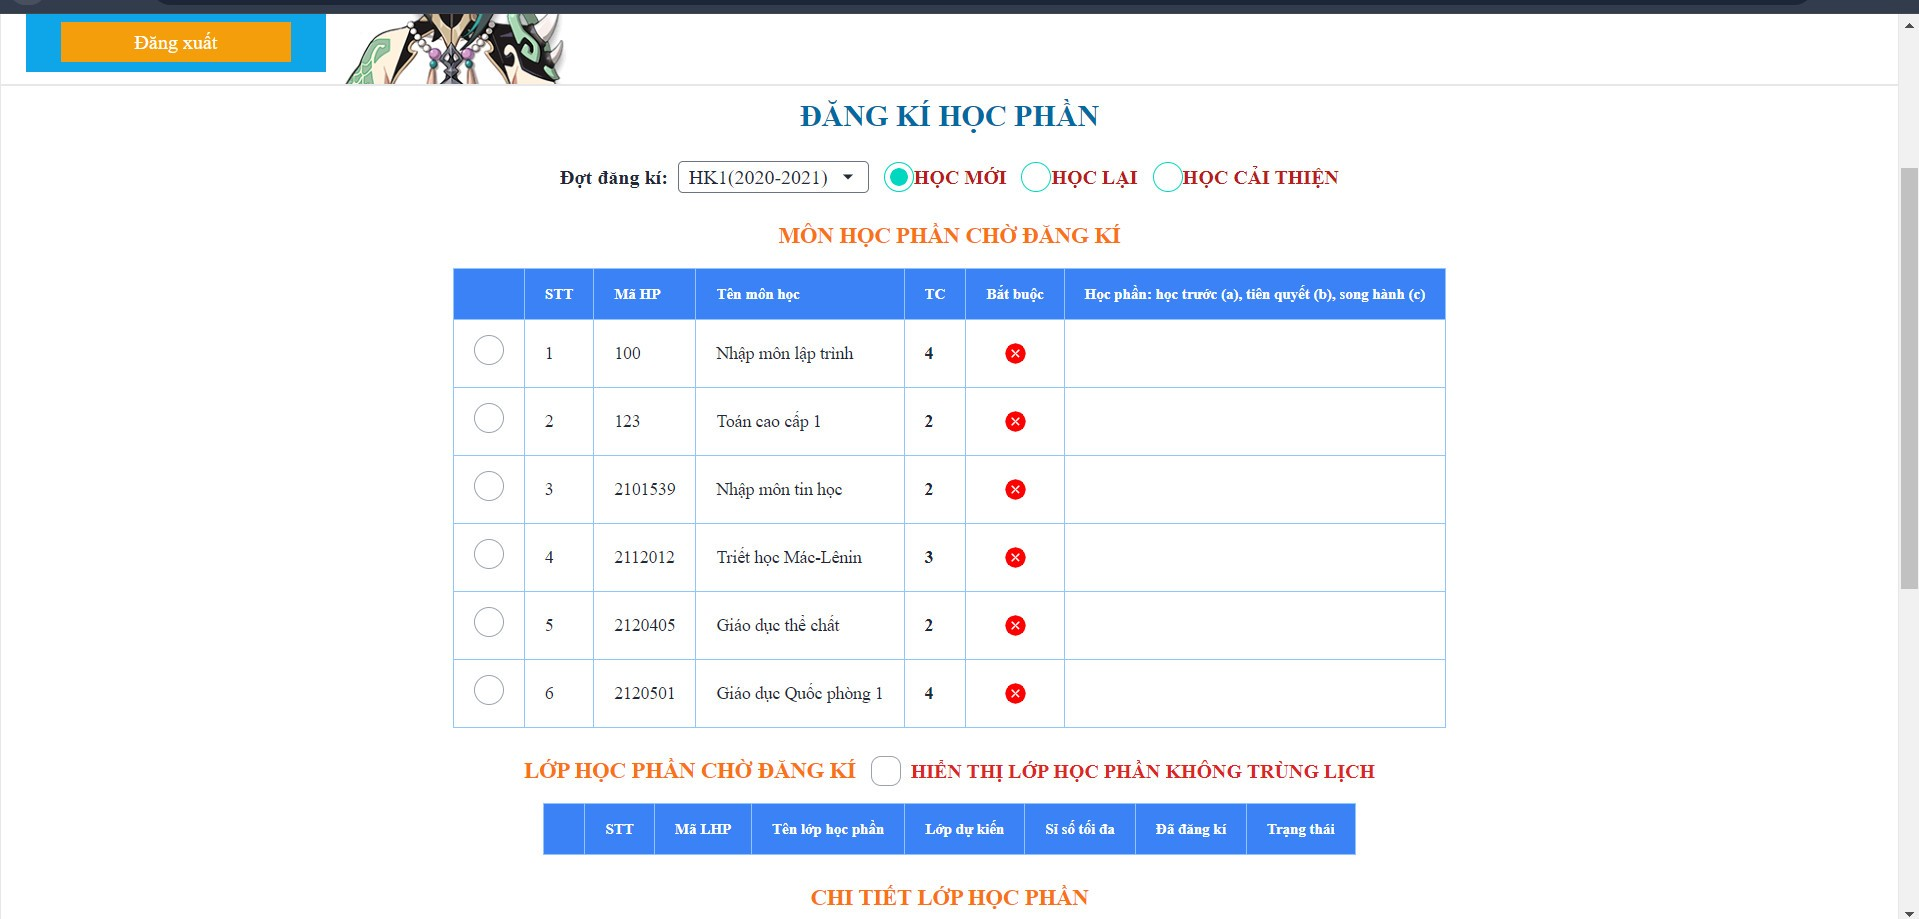 Đăng xuất
ĐĂNG KÍ HỌC PHẦN
Đợt đăng kí: HK1(2020-2021) HỌC MỚI HỌC LẠI HỌC CẢI THIỆN
MÔN HỌC PHẦN CHỜ ĐĂNG KÍ
STT Mã HP Tên môn học TC Bắt buộc Học phần: học trước (a), tiên quyết (b), song hành (c)
1 100 Nhập môn lập trình 4
2 123 Toán cao cấp 1 2
3 2101539 Nhập môn tin học 2
4 2112012 Triết học Mác-Lênin 3
5 2120405 Giáo dục thể chất 2
6 2120501 Giáo dục Quốc phòng 1 4
LỚP HỌC PHẦN CHỜ ĐĂNG KÍ HIỂN THỊ LỚP HỌC PHẦN KHÔNG TRÙNG LỊCH
STT Mã LHP Tên lớp học phần Lớp dự kiến Sĩ số tối đa Đã đăng kí Trạng thái
CHI TIẾT LỚP HỌC PHẦN